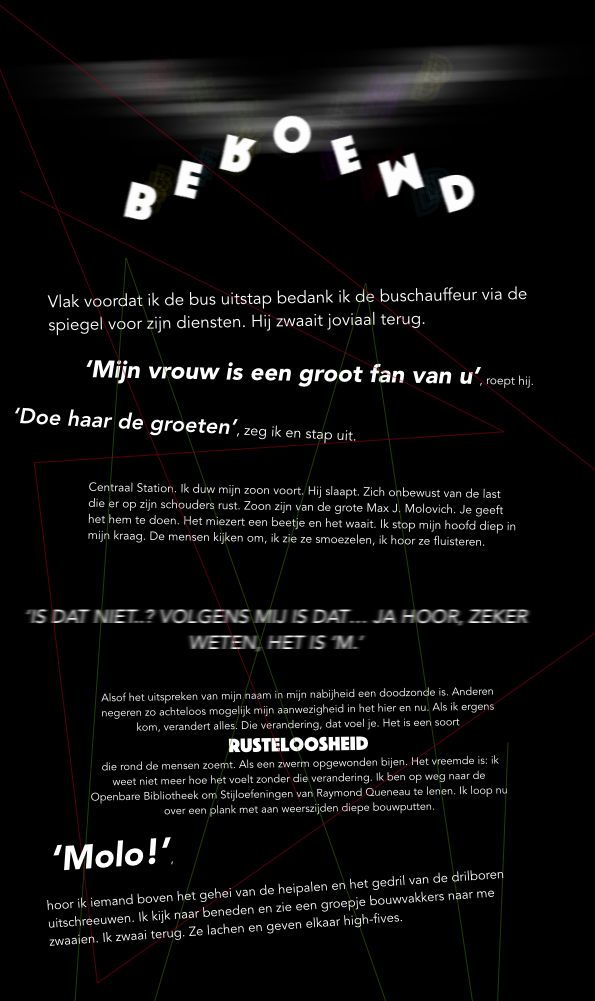 BEROEMD
Vlak voordat ik de bus uitstap bedank ik de buschauffeur via de
spiegel voor zijn diensten. Hij zwaait joviaal terug.
‘Mijn vrouw is een groot fan van u’, roept hij.
‘Doe haar de groeten’, zeg ik en stap uit.
Centraal Station. Ik duw mijn zoon voort. Hij slaapt. Zich onbewust van de last
die er op zijn schouders rust. Zoon zijn van de grote Max J. Molovich. Je geeft
het hem te doen. Het miezert een beetje en het waait. Ik stop mijn hoofd diep in
mijn kraag. De mensen kijken om, ik zie ze smoezelen, ik hoor ze fluisteren.
‘IS DAT NIET..? VOLGENS MIJ IS DAT... JA HOOR, ZEKER
WETEN, HET IS ‘M.’
Alsof het uitspreken van mijn naam in mijn nabijheid een doodzonde is. Anderen
negeren zo achteloos mogelijk mijn aanwezigheid in het hier en nu. Als ik ergens
kom, verandert alles. Die verandering, dat voel je. Het is een soort
RUSTELOOSHEID
die rond de mensen zoemt. Als een zwerm opgewonden bijen. Het vreemde is: ik
weet niet meer hoe het voelt zonder die verandering. Ik ben op weg naar de
Openbare Bibliotheek om Stijloefeningen van Raymond Queneau te lenen. Ik loop nu
over een plank met aan weerszijden diepe bouwputten.
‘Molo!’,
hoor ik iemand boven het gehei van de heipalen en het gedril van de drilboren
uitschreeuwen. Ik kijk naar beneden en zie een groepje bouwvakkers naar me
zwaaien. Ik zwaai terug. Ze lachen en geven elkaar high-fives.